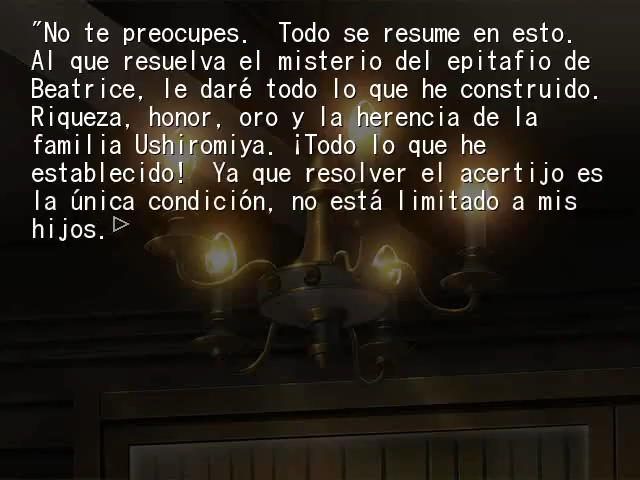 "No te preocupes.  Todo se resume en esto.
Al que resuelva el misterio del epitafio de
Beatrice, le daré todo lo que he construido.
Riqueza, honor, oro y la herencia de la
familia Ushiromiya. ¡Todo lo que he
establecido!  Ya que resolver el acertijo es
la única condición, no está limitado a mis
hijos.